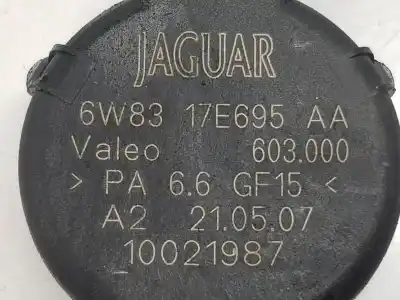 JAGUAR
6W83 17E695 AA
Valeo 603.000
> PA 6.6 GF15 <
A2 21.05.07
10021987